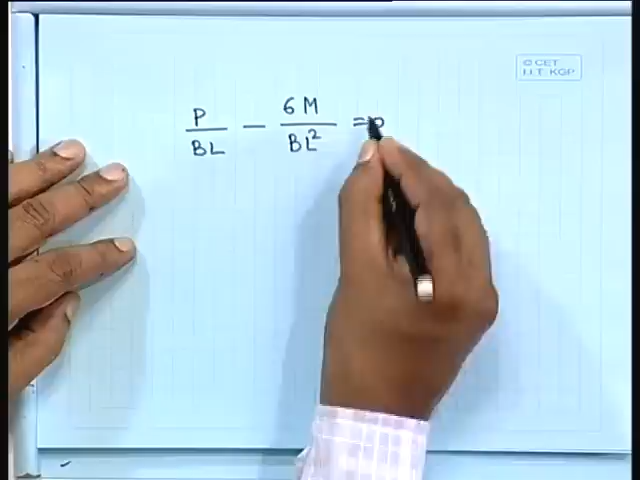 © CET
I.I.T. KGP
P/BL - 6M/BL² = 0